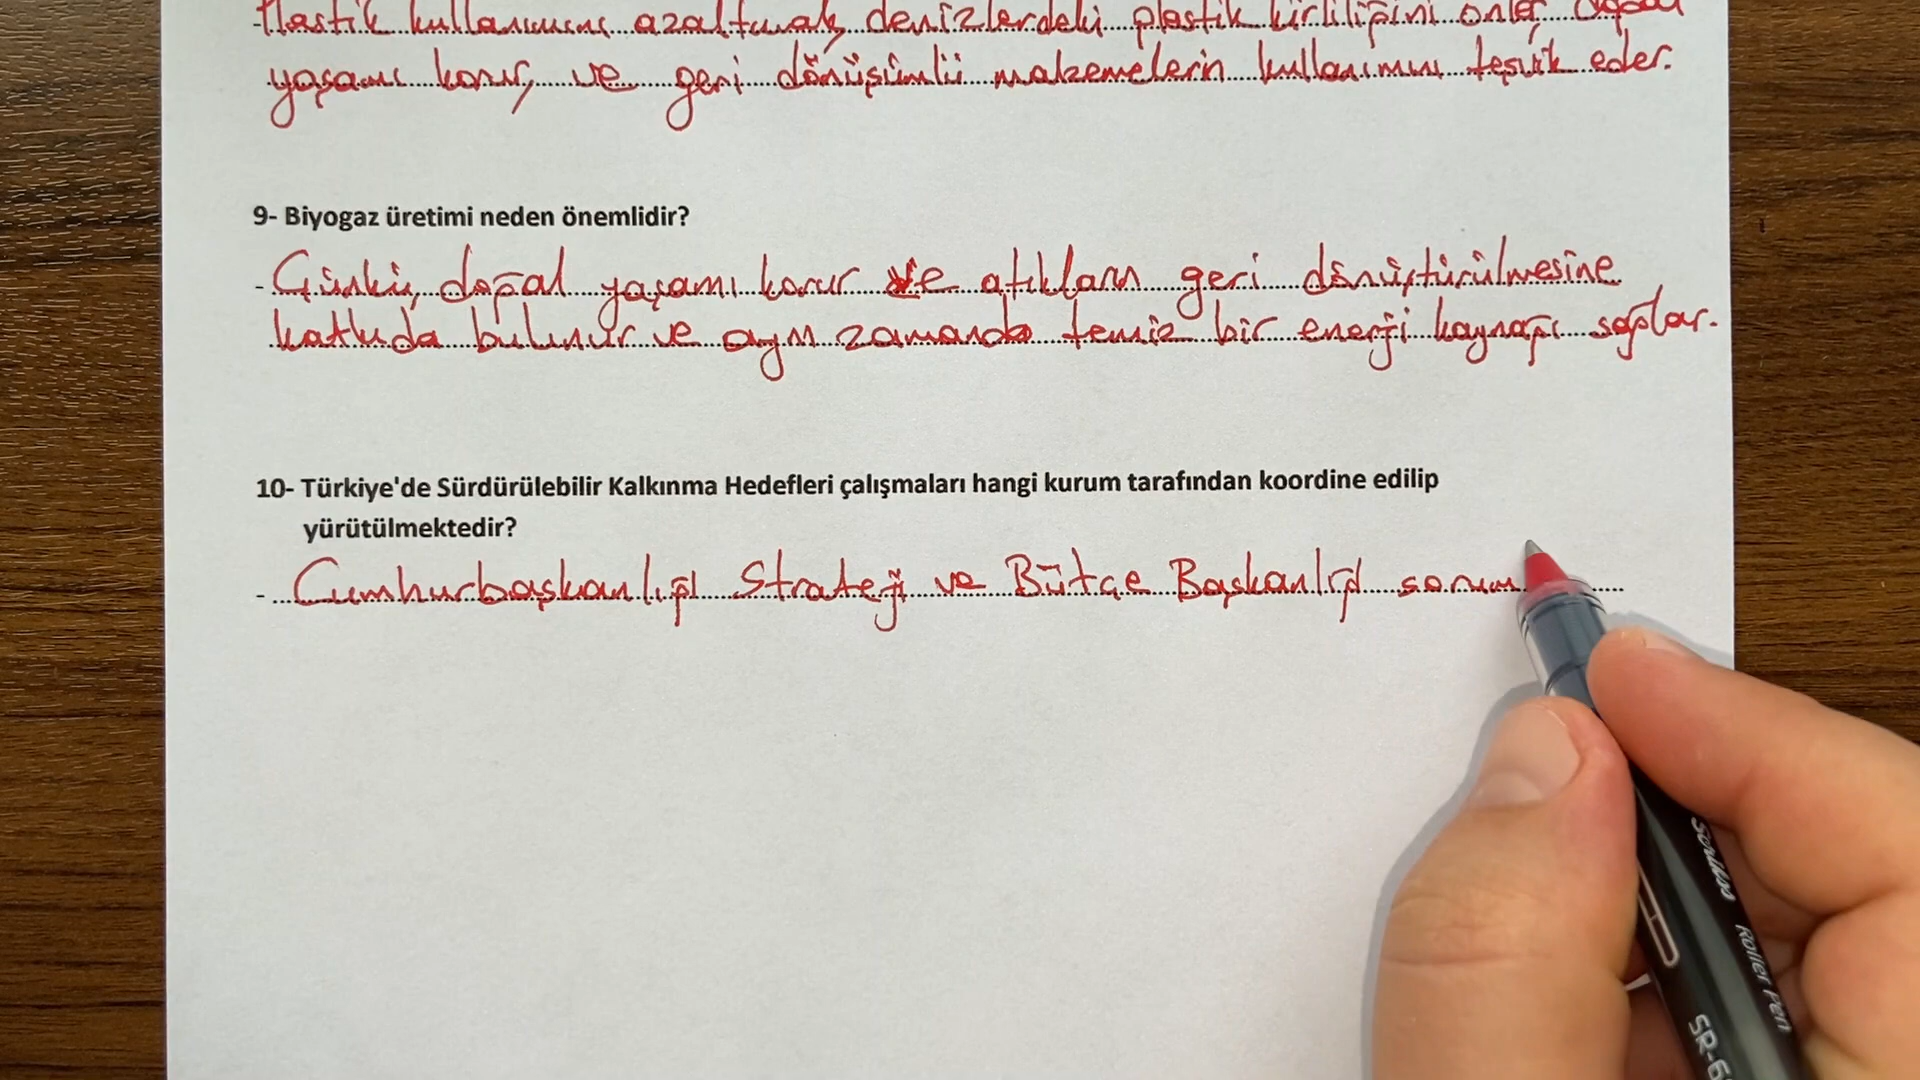 - Plastik kullanımını azaltarak, denizlerdeki plastik kirliliğini önler, doğal
yaşamı korur, ve geri dönüşümlü malzemelerin kullanımını teşvik eder.
9- Biyogaz üretimi neden önemlidir?
- Çünkü, doğal yaşamı korur ve atıkların geri dönüştürülmesine
katkıda bulunur ve aynı zamanda temiz bir enerji kaynağı sağlar.
10- Türkiye'de Sürdürülebilir Kalkınma Hedefleri çalışmaları hangi kurum tarafından koordine edilip
yürütülmektedir?
- Cumhurbaşkanlığı Strateji ve Bütçe Başkanlığı sorum
Roller Pen
SR-6